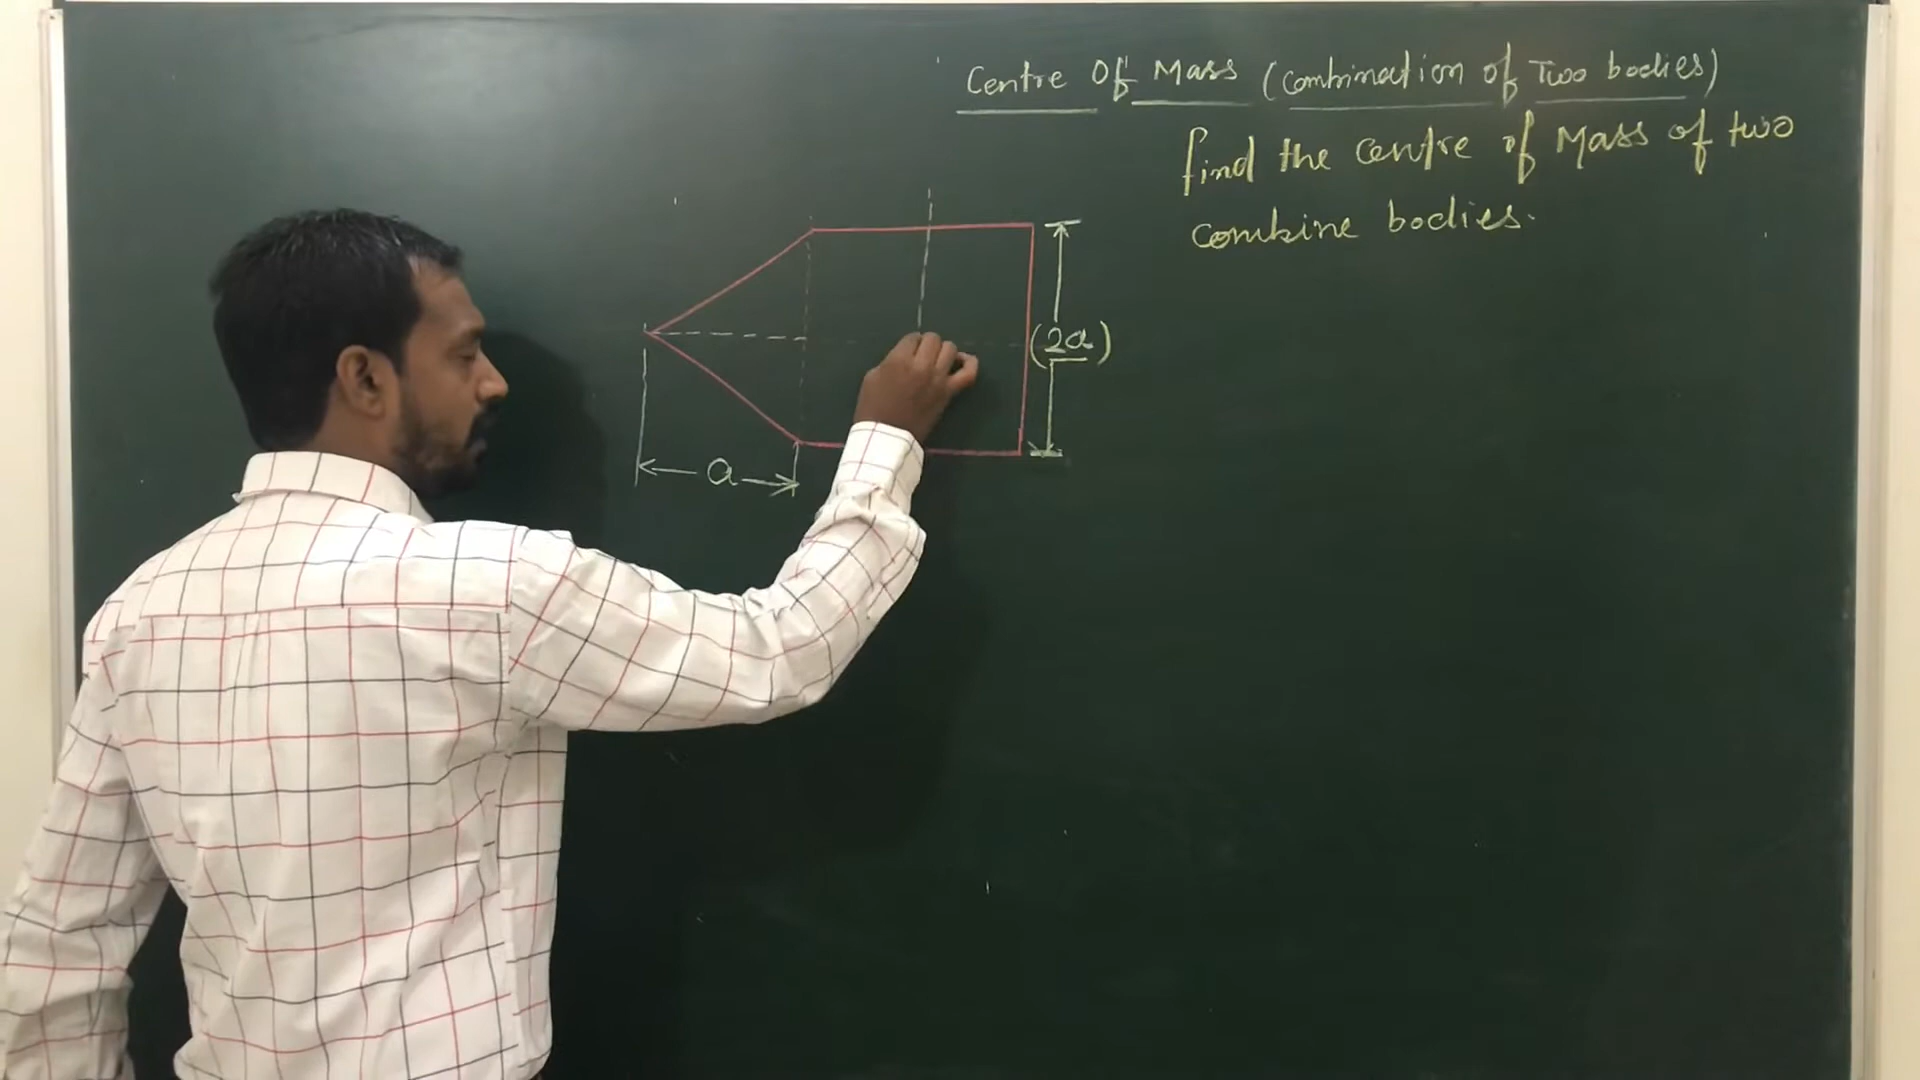 Centre Of Mass (Combination of Two bodies)
find the centre of Mass of two
combine bodies.
(2a)
a